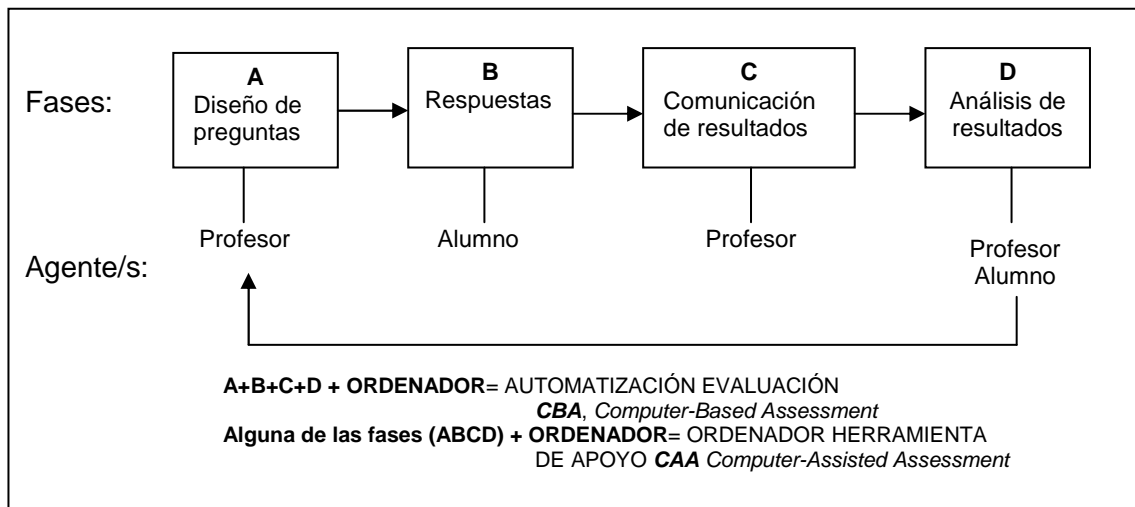 Fases:
A
Diseño de
preguntas
B
Respuestas
C
Comunicación
de resultados
D
Análisis de
resultados
Agente/s:
Profesor
Alumno
Profesor
Profesor
Alumno
A+B+C+D + ORDENADOR= AUTOMATIZACIÓN EVALUACIÓN
CBA, Computer-Based Assessment
Alguna de las fases (ABCD) + ORDENADOR= ORDENADOR HERRAMIENTA
DE APOYO CAA Computer-Assisted Assessment